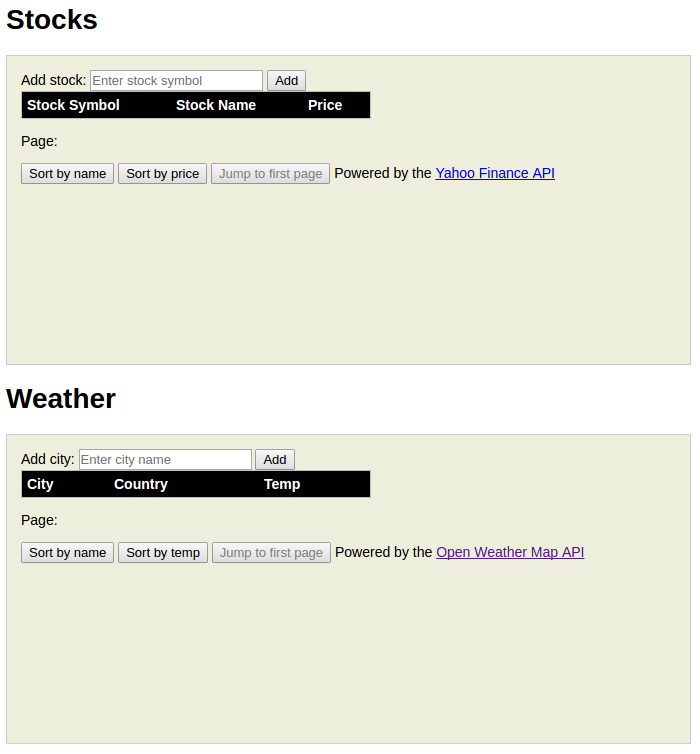 Stocks
Add stock: Enter stock symbol Add
Stock Symbol Stock Name Price
Page:
Sort by name Sort by price Jump to first page Powered by the Yahoo Finance API
Weather
Add city: Enter city name Add
City Country Temp
Page:
Sort by name Sort by temp Jump to first page Powered by the Open Weather Map API